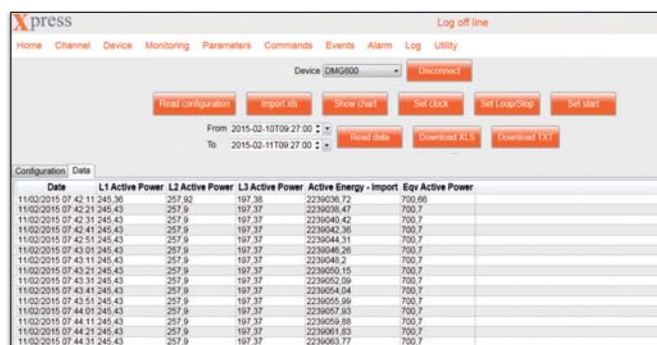 Xpress Log off line
Home Channel Device Monitoring Parameters Commands Events Alarm Log Utility
Device DMG800 Disconnect
Read configuration Import xls Show chart Set clock Set Loop/Stop Set start
From 2015-02-10T09:27:00 Read data Download XLS Download TXT
To 2015-02-11T09:27:00
Configuration Data
Date L1 Active Power L2 Active Power L3 Active Power Active Energy - Import Eqv Active Power
11/02/2015 07:42:11 245,36 257,92 197,38 2239036,72 700,66
11/02/2015 07:42:21 245,43 257,9 197,37 2239038,47 700,7
11/02/2015 07:42:31 245,43 257,9 197,37 2239040,42 700,7
11/02/2015 07:42:41 245,43 257,9 197,37 2239042,36 700,7
11/02/2015 07:42:51 245,43 257,9 197,37 2239044,31 700,7
11/02/2015 07:43:01 245,43 257,9 197,37 2239046,26 700,7
11/02/2015 07:43:11 245,43 257,9 197,37 2239048,2 700,7
11/02/2015 07:43:21 245,43 257,9 197,37 2239050,15 700,7
11/02/2015 07:43:31 245,43 257,9 197,37 2239052,09 700,7
11/02/2015 07:43:41 245,43 257,9 197,37 2239054,04 700,7
11/02/2015 07:43:51 245,43 257,9 197,37 2239055,99 700,7
11/02/2015 07:44:01 245,43 257,9 197,37 2239057,93 700,7
11/02/2015 07:44:11 245,43 257,9 197,37 2239059,88 700,7
11/02/2015 07:44:21 245,43 257,9 197,37 2239061,83 700,7
11/02/2015 07:44:31 245,43 257,9 197,37 2239063,77 700,7